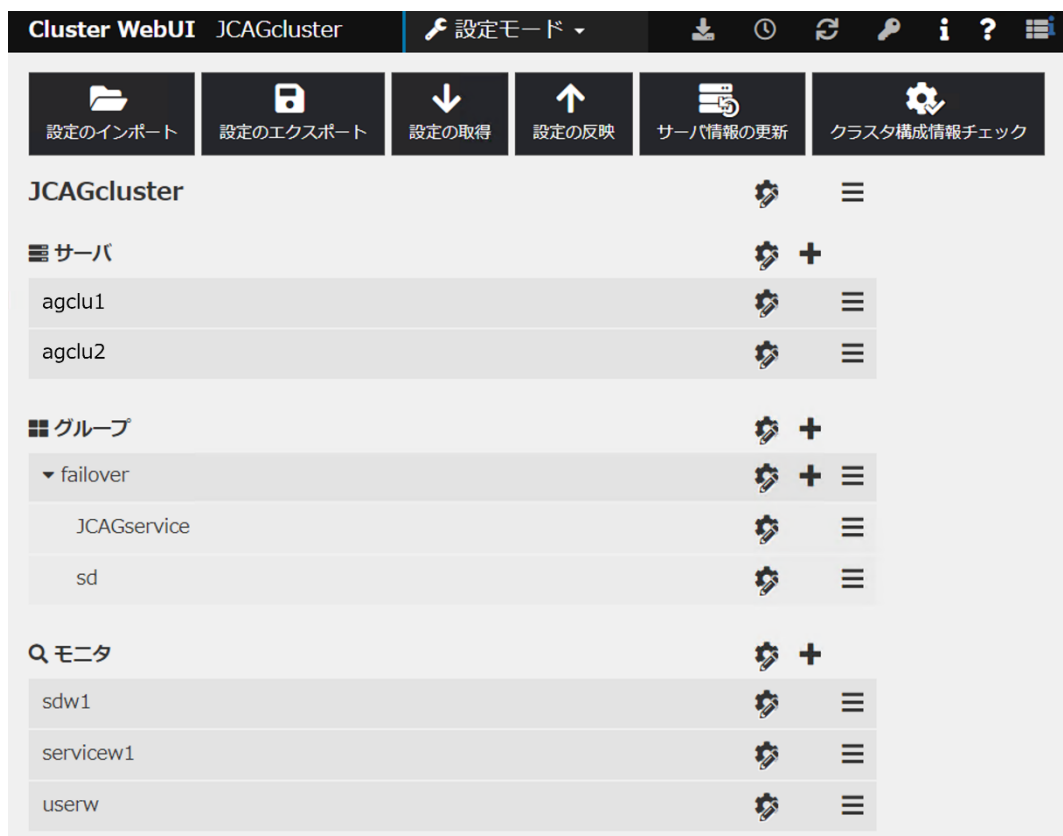 Cluster WebUI JCAGcluster 設定モード
設定のインポート 設定のエクスポート 設定の取得 設定の反映 サーバ情報の更新 クラスタ構成情報チェック
JCAGcluster
サーバ
agclu1
agclu2
グループ
failover
JCAGservice
sd
モニタ
sdw1
servicew1
userw